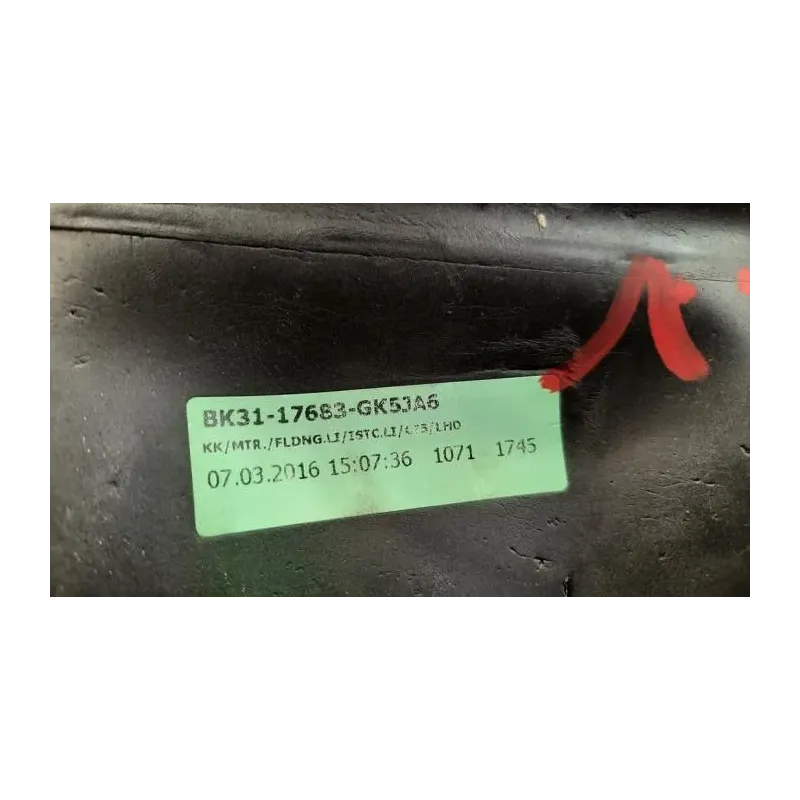 BK31-17683-GK5JA6
KK/MTR./FLDNG.LI/ISTC.LI/ /LHD
07.03.2016 15:07:36 1071 1745